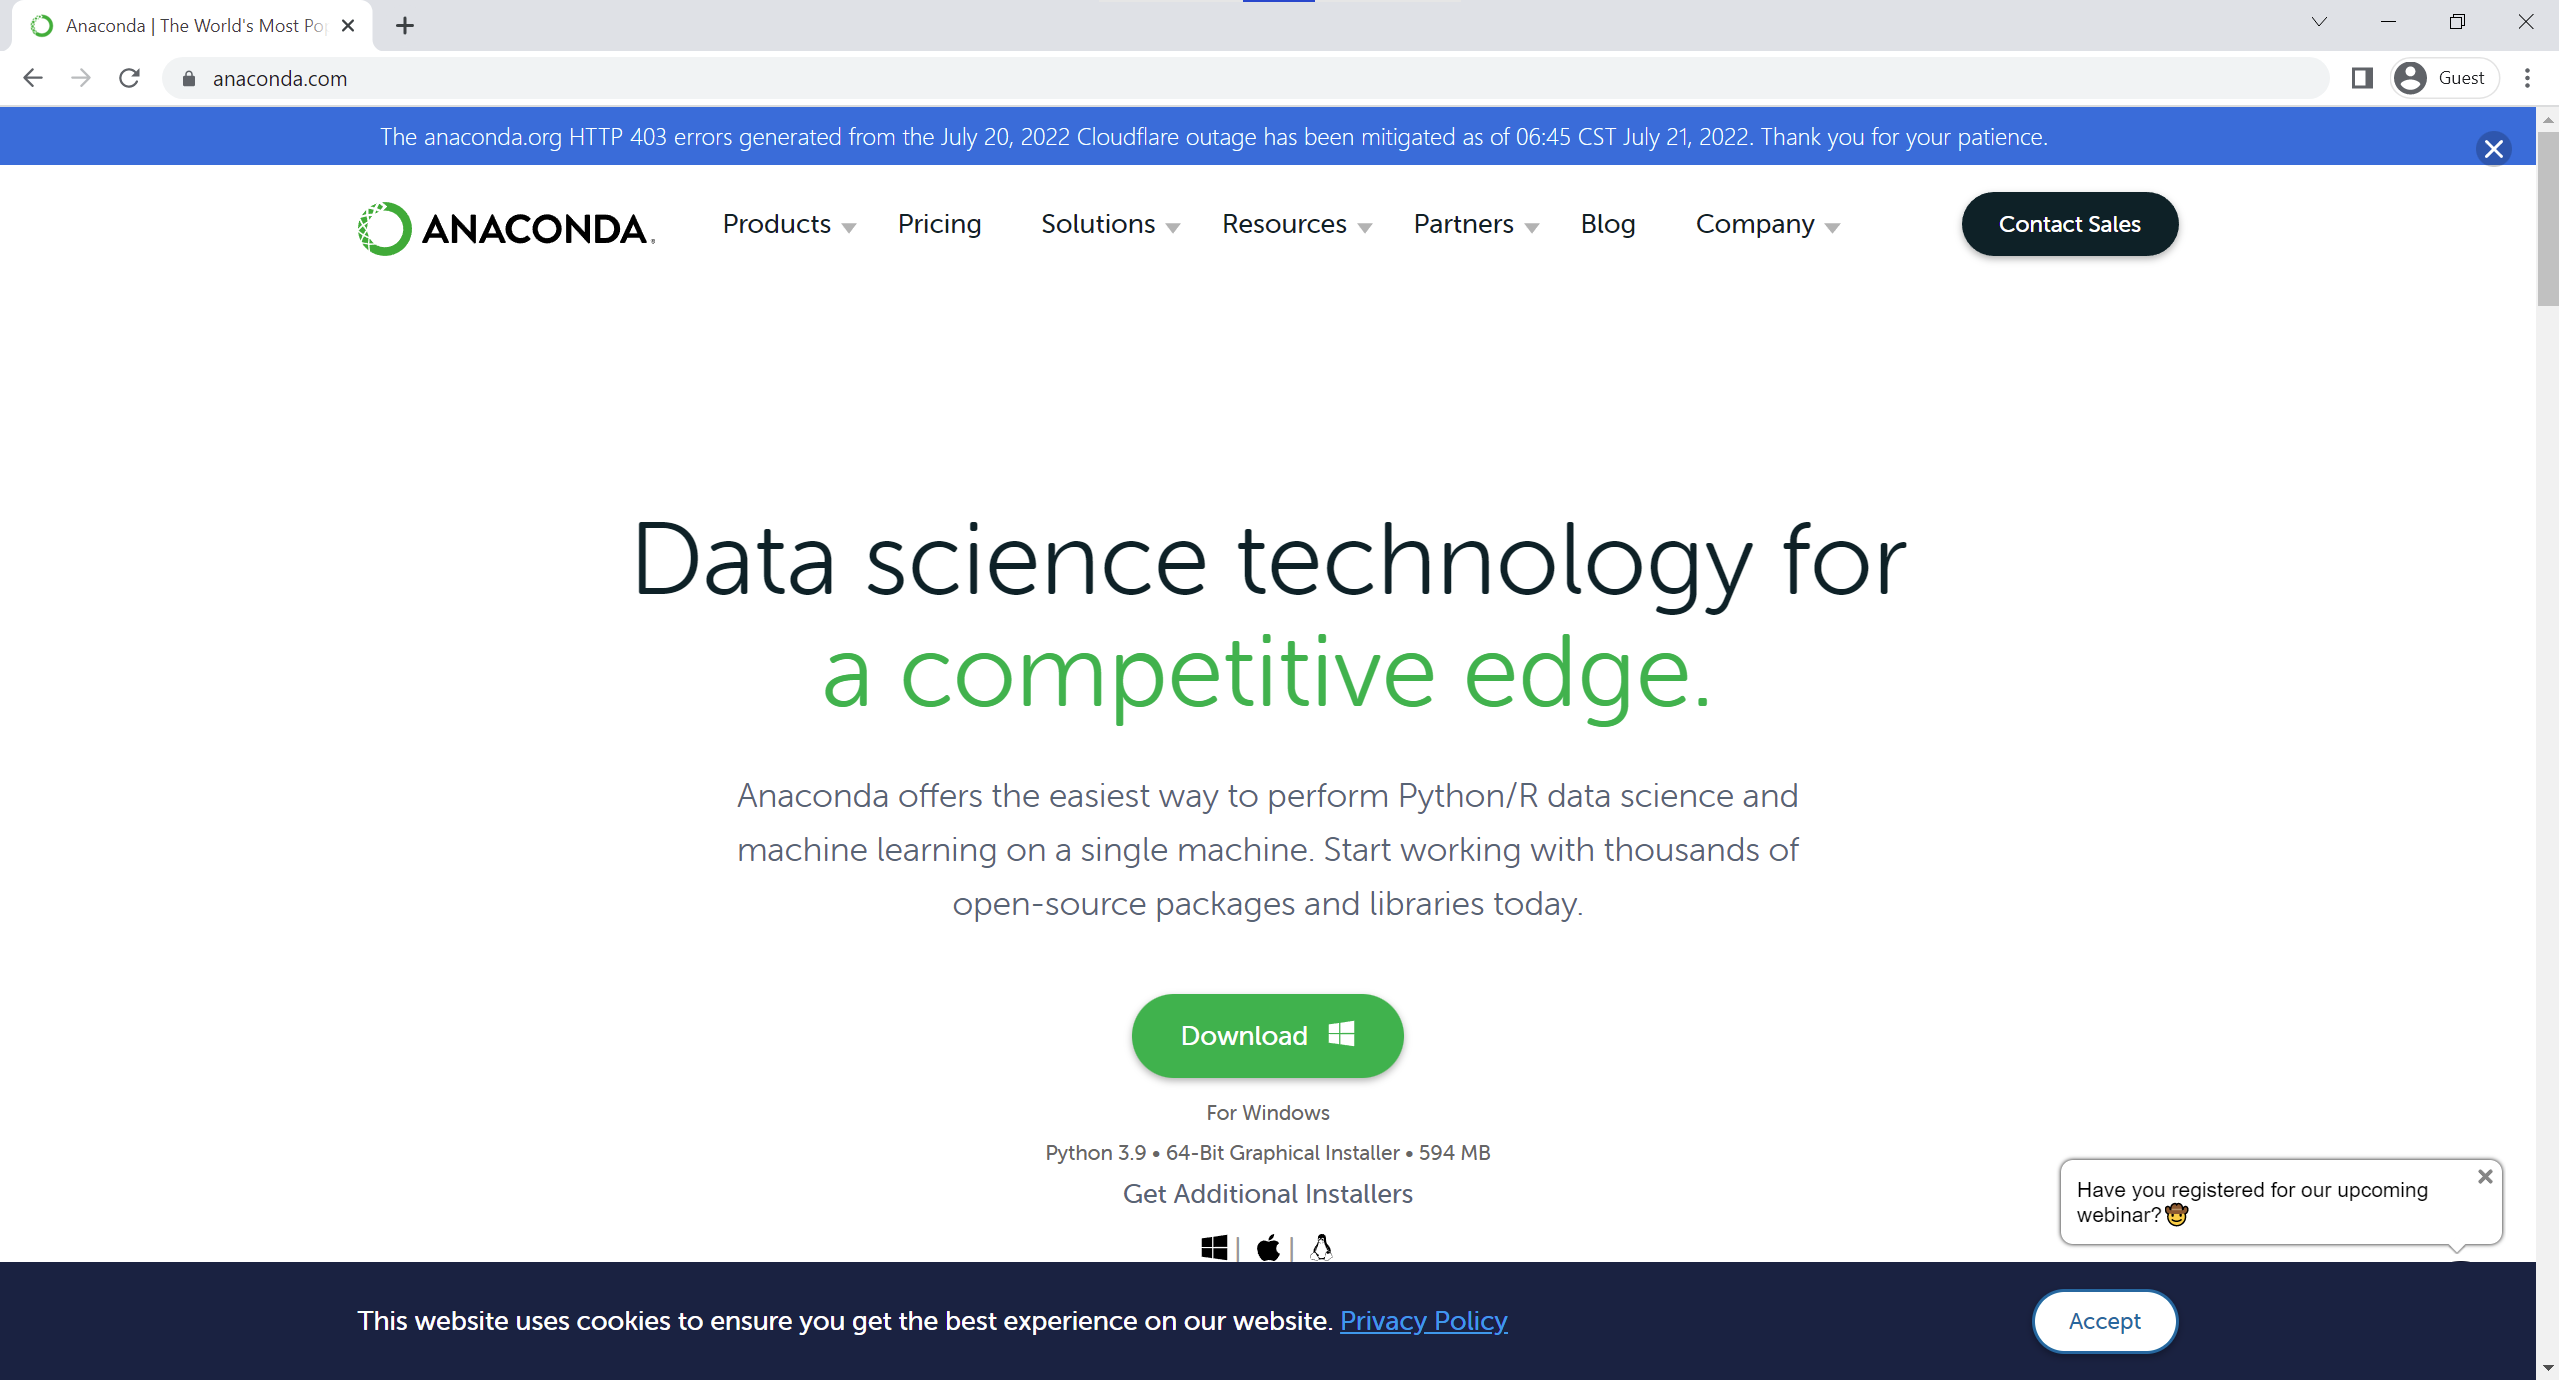 Anaconda | The World's Most Po
anaconda.com
Guest
The anaconda.org HTTP 403 errors generated from the July 20, 2022 Cloudflare outage has been mitigated as of 06:45 CST July 21, 2022. Thank you for your patience.
ANACONDA.
Products
Pricing
Solutions
Resources
Partners
Blog
Company
Contact Sales
Data science technology for
a competitive edge.
Anaconda offers the easiest way to perform Python/R data science and
machine learning on a single machine. Start working with thousands of
open-source packages and libraries today.
Download
For Windows
Python 3.9 • 64-Bit Graphical Installer • 594 MB
Get Additional Installers
| |
Have you registered for our upcoming
webinar?🤠
This website uses cookies to ensure you get the best experience on our website. Privacy Policy
Accept